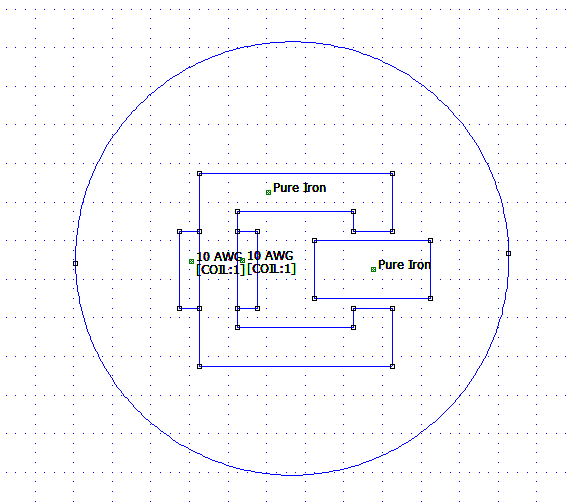 Pure Iron
10 AWG
[COIL:1]
10 AWG
[COIL:1]
Pure Iron